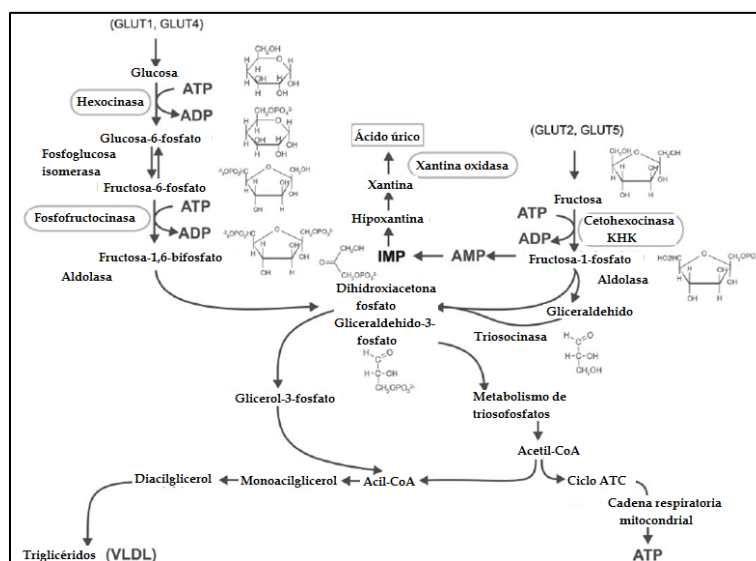 (GLUT1, GLUT4)
Glucosa
Hexocinasa
ATP
ADP
Glucosa-6-fosfato
Fosfoglucosa
isomerasa
Fructosa-6-fosfato
Fosfofructocinasa
ATP
ADP
Fructosa-1,6-bifosfato
Aldolasa
Ácido úrico
Xantina oxidasa
Xantina
Hipoxantina
IMP
AMP
(GLUT2, GLUT5)
Fructosa
ATP
ADP
Cetohexocinasa
KHK
Fructosa-1-fosfato
Aldolasa
Gliceraldehído
Triosocinasa
Dihidroxiacetona
fosfato
Gliceraldehido-3-
fosfato
Glicerol-3-fosfato
Metabolismo de
triosofosfatos
Acetil-CoA
Diacilglicerol
Monoacilglicerol
Acil-CoA
Ciclo ATC
Cadena respiratoria
mitocondrial
Triglicéridos (VLDL)
ATP